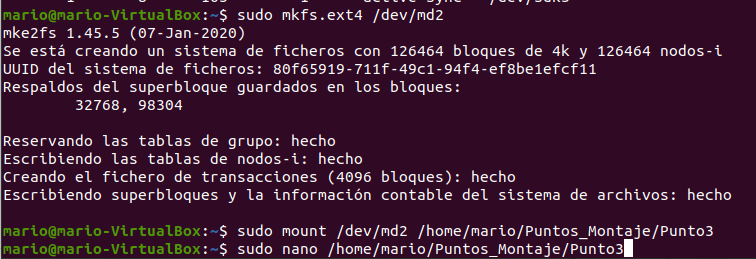 mario@mario-VirtualBox:~$ sudo mkfs.ext4 /dev/md2
mke2fs 1.45.5 (07-Jan-2020)
Se está creando un sistema de ficheros con 126464 bloques de 4k y 126464 nodos-i
UUID del sistema de ficheros: 80f65919-711f-49c1-94f4-ef8be1efcf11
Respaldos del superbloque guardados en los bloques:
        32768, 98304

Reservando las tablas de grupo: hecho
Escribiendo las tablas de nodos-i: hecho
Creando el fichero de transacciones (4096 bloques): hecho
Escribiendo superbloques y la información contable del sistema de archivos: hecho

mario@mario-VirtualBox:~$ sudo mount /dev/md2 /home/mario/Puntos_Montaje/Punto3
mario@mario-VirtualBox:~$ sudo nano /home/mario/Puntos_Montaje/Punto3